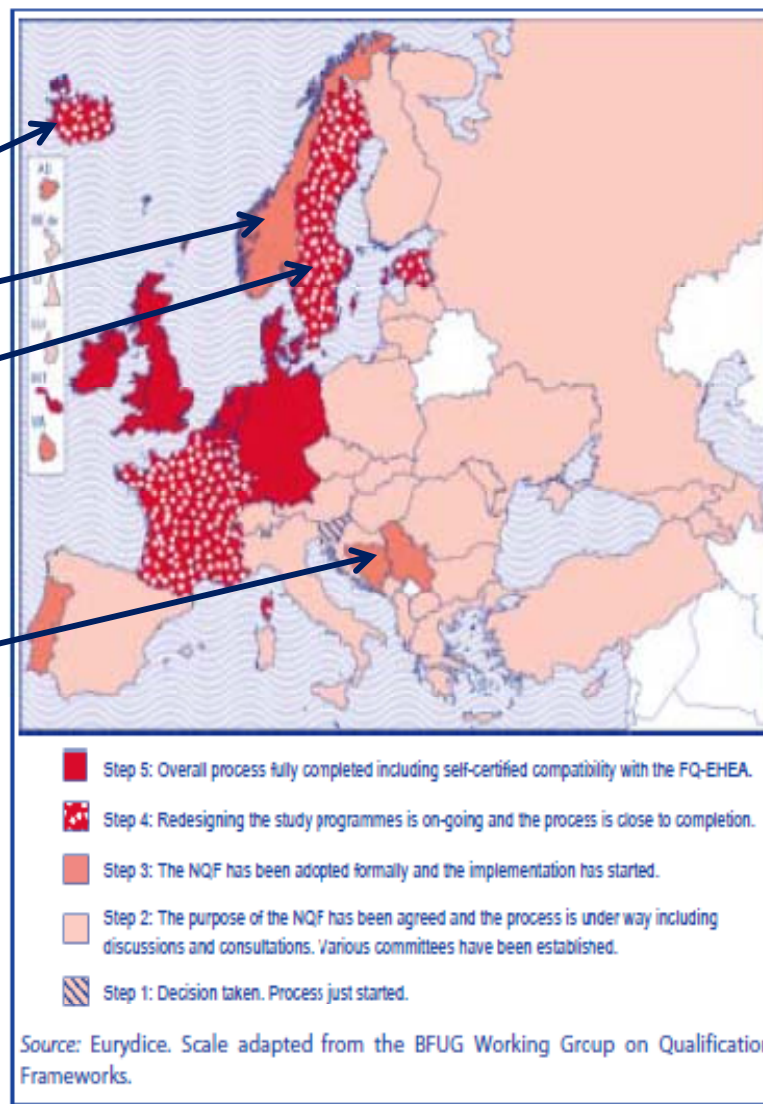 AD
Step 5: Overall process fully completed including self-certified compatibility with the FQ-EHEA.
Step 4: Redesigning the study programmes is on-going and the process is close to completion.
Step 3: The NQF has been adopted formally and the implementation has started.
Step 2: The purpose of the NQF has been agreed and the process is under way including
discussions and consultations. Various committees have been established.
Step 1: Decision taken. Process just started.
Source: Eurydice. Scale adapted from the BFUG Working Group on Qualification
Frameworks.